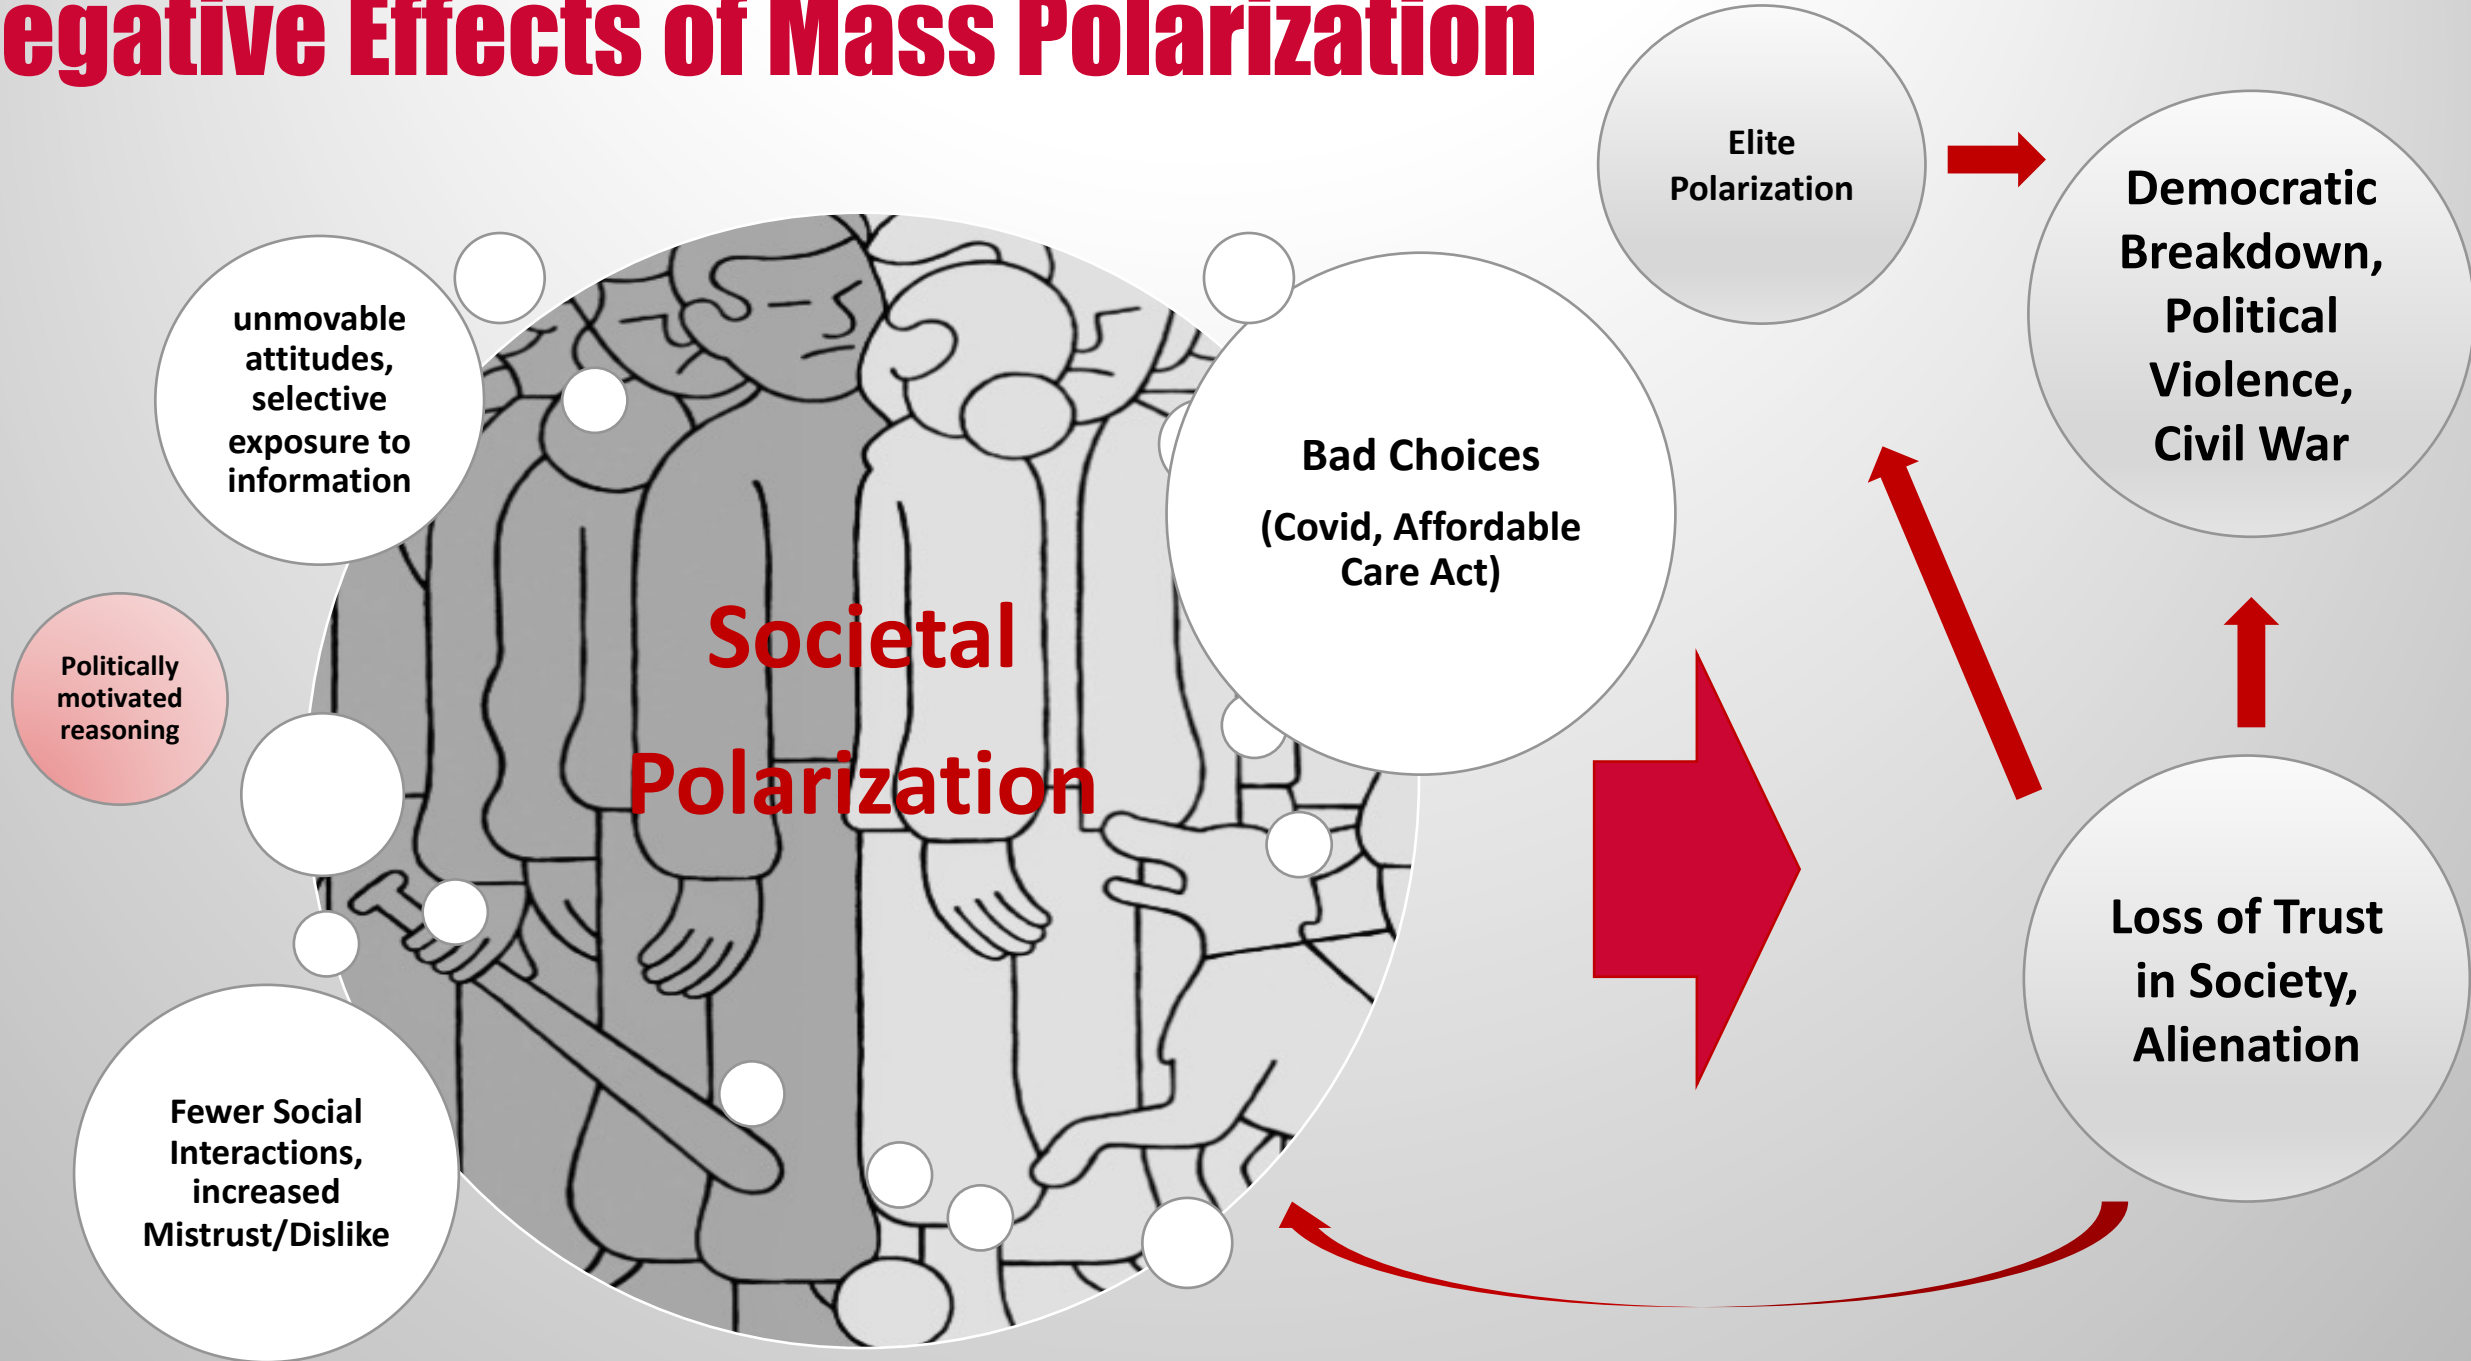 egative Effects of Mass Polarization
Elite
Polarization
Democratic
Breakdown,
Political
Violence,
Civil War
unmovable
attitudes,
selective
exposure to
information
Bad Choices
(Covid, Affordable
Care Act)
Societal
Polarization
Politically
motivated
reasoning
Loss of Trust
in Society,
Alienation
Fewer Social
Interactions,
increased
Mistrust/Dislike